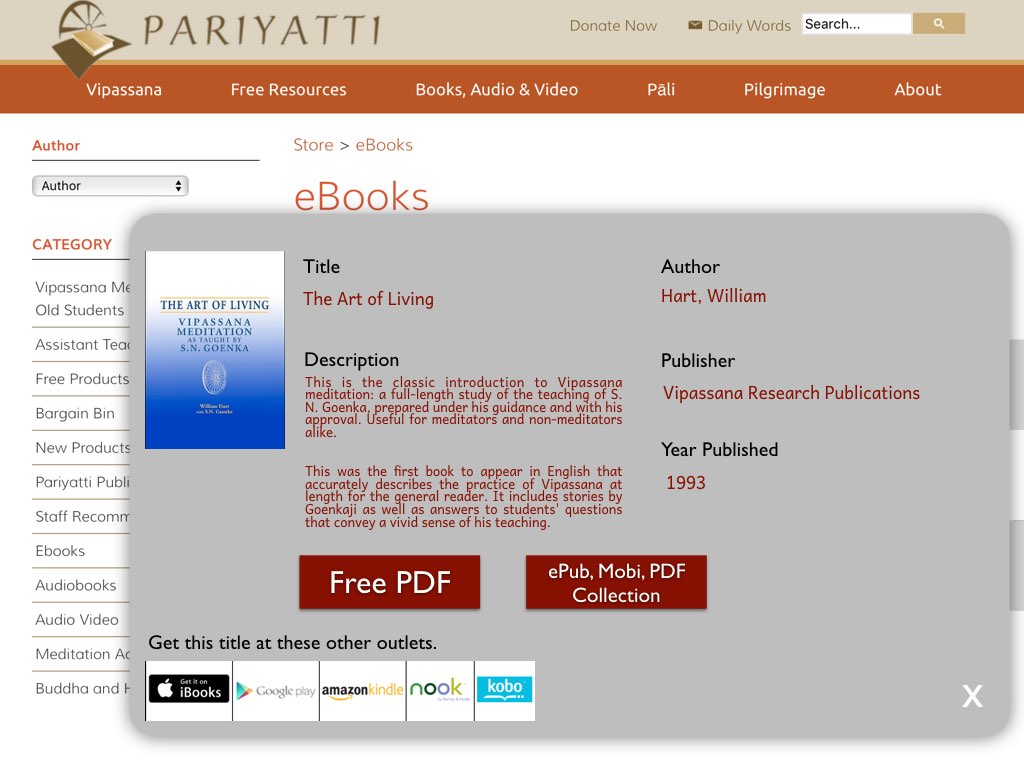 PARIYATTI
Donate Now
Daily Words
Search...
Vipassana
Free Resources
Books, Audio & Video
Pāli
Pilgrimage
About
Author
Author
Store > eBooks
eBooks
CATEGORY
Vipassana Me
Old Students
Assistant Teac
Free Products
Bargain Bin
New Products
Pariyatti Publi
Staff Recomm
Ebooks
Audiobooks
Audio Video
Meditation Ac
Buddha and H
THE ART OF LIVING
VIPASSANA
MEDITATION
AS TAUGHT BY
S.N. GOENKA
William Hart
with S.N. Goenka
Title
The Art of Living
Author
Hart, William
Description
This is the classic introduction to Vipassana
meditation: a full-length study of the teaching of S.
N. Goenka, prepared under his guidance and with his
approval. Useful for meditators and non-meditators
alike.
This was the first book to appear in English that
accurately describes the practice of Vipassana at
length for the general reader. It includes stories by
Goenkaji as well as answers to students' questions
that convey a vivid sense of his teaching.
Publisher
Vipassana Research Publications
Year Published
1993
Free PDF
ePub, Mobi, PDF
Collection
Get this title at these other outlets.
Get it on
iBooks
Google play
amazonkindle
nook
by Barnes & Noble
kobo
X